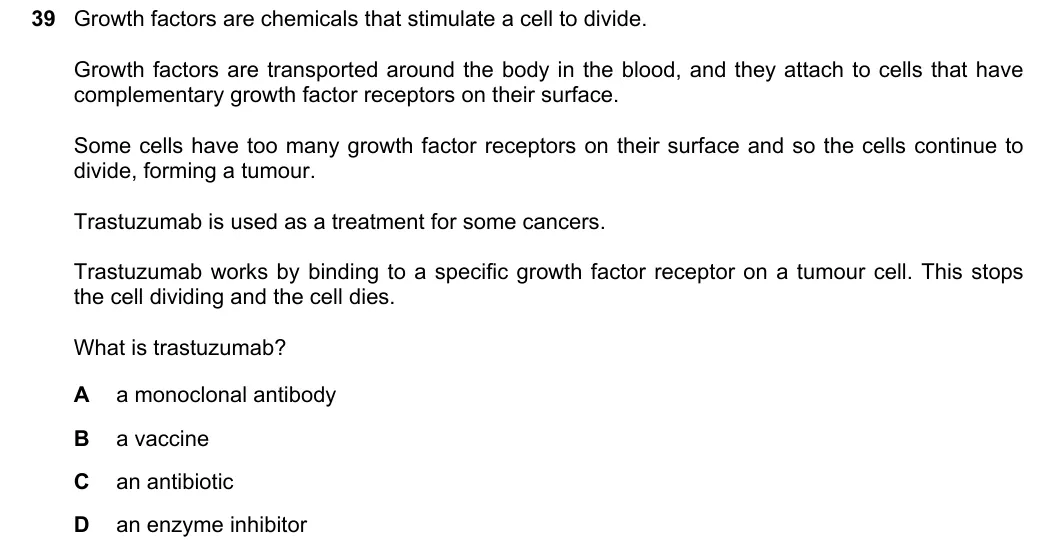 39 Growth factors are chemicals that stimulate a cell to divide.
Growth factors are transported around the body in the blood, and they attach to cells that have
complementary growth factor receptors on their surface.
Some cells have too many growth factor receptors on their surface and so the cells continue to
divide, forming a tumour.
Trastuzumab is used as a treatment for some cancers.
Trastuzumab works by binding to a specific growth factor receptor on a tumour cell. This stops
the cell dividing and the cell dies.
What is trastuzumab?
A a monoclonal antibody
B a vaccine
C an antibiotic
D an enzyme inhibitor